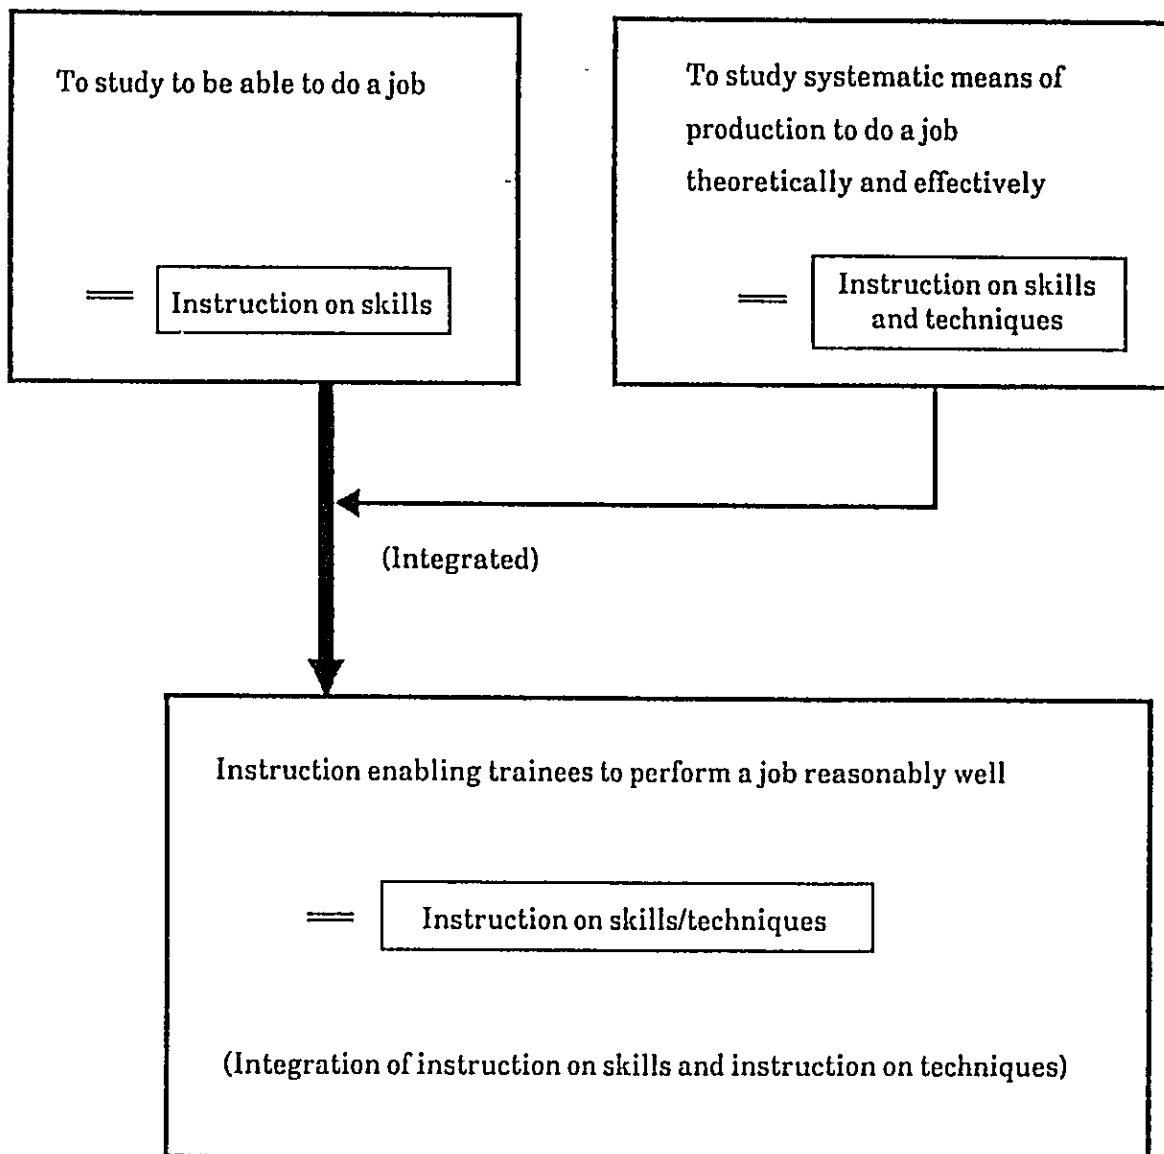 To study to be able to do a job
= Instruction on skills
To study systematic means of
production to do a job
theoretically and effectively
= Instruction on skills
and techniques
(Integrated)
Instruction enabling trainees to perform a job reasonably well
= Instruction on skills/techniques
(Integration of instruction on skills and instruction on techniques)